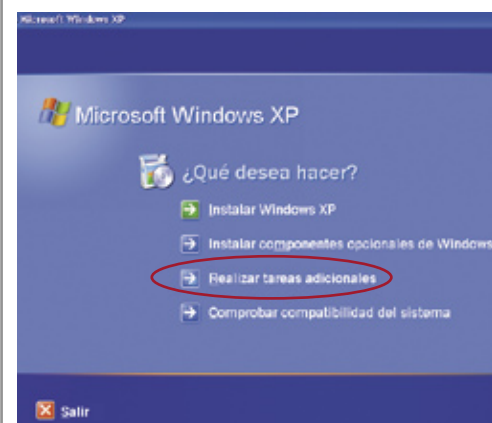 Microsoft Windows XP
Microsoft Windows XP
¿Qué desea hacer?
Instalar Windows XP
Instalar componentes opcionales de Windows
Realizar tareas adicionales
Comprobar compatibilidad del sistema
Salir